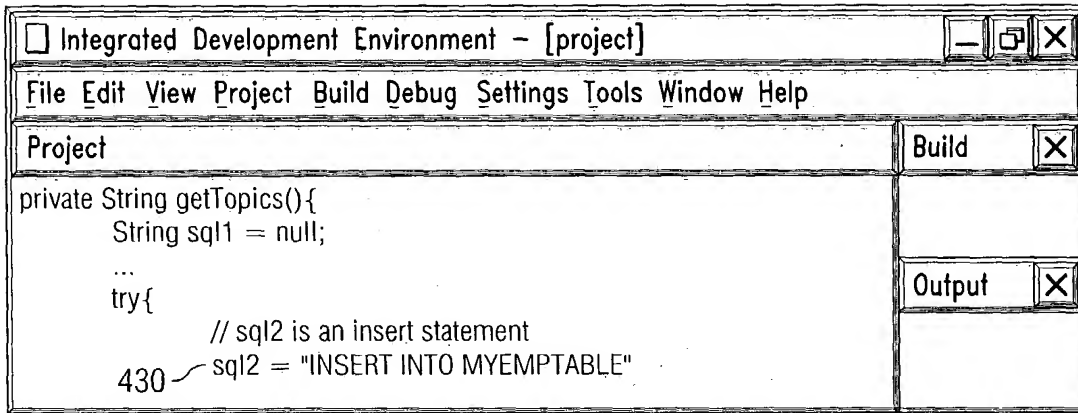 Integrated Development Environment – [project]
File Edit View Project Build Debug Settings Tools Window Help
Project
Build
private String getTopics(){
String sql1 = null;
...
try{
Output
// sql2 is an insert statement
430 sql2 = "INSERT INTO MYEMPTABLE"